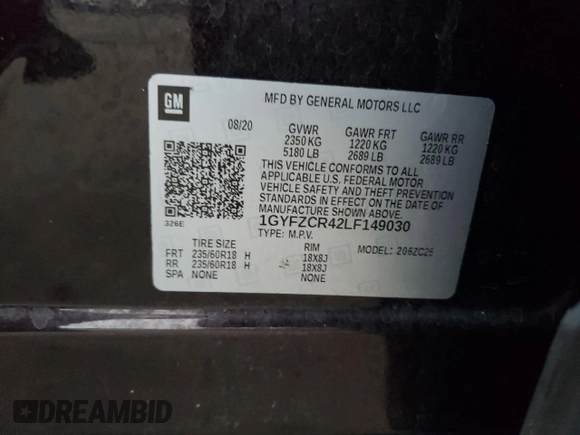 GM
MFD BY GENERAL MOTORS LLC
08/20 GVWR GAWR FRT GAWR RR
2350 KG 1220 KG 1220 KG
5180 LB 2689 LB 2689 LB
THIS VEHICLE CONFORMS TO ALL
APPLICABLE U.S. FEDERAL MOTOR
VEHICLE SAFETY AND THEFT PREVENTION
STANDARDS IN EFFECT ON THE DATE
OF MANUFACTURE SHOWN ABOVE.
326E 1GYFZCR42LF149030
TYPE: M.P.V.
TIRE SIZE RIM MODEL: 206ZC26
FRT 235/60R18 H 18X8J
RR 235/60R18 H 18X8J
SPA NONE NONE
DREAMBID